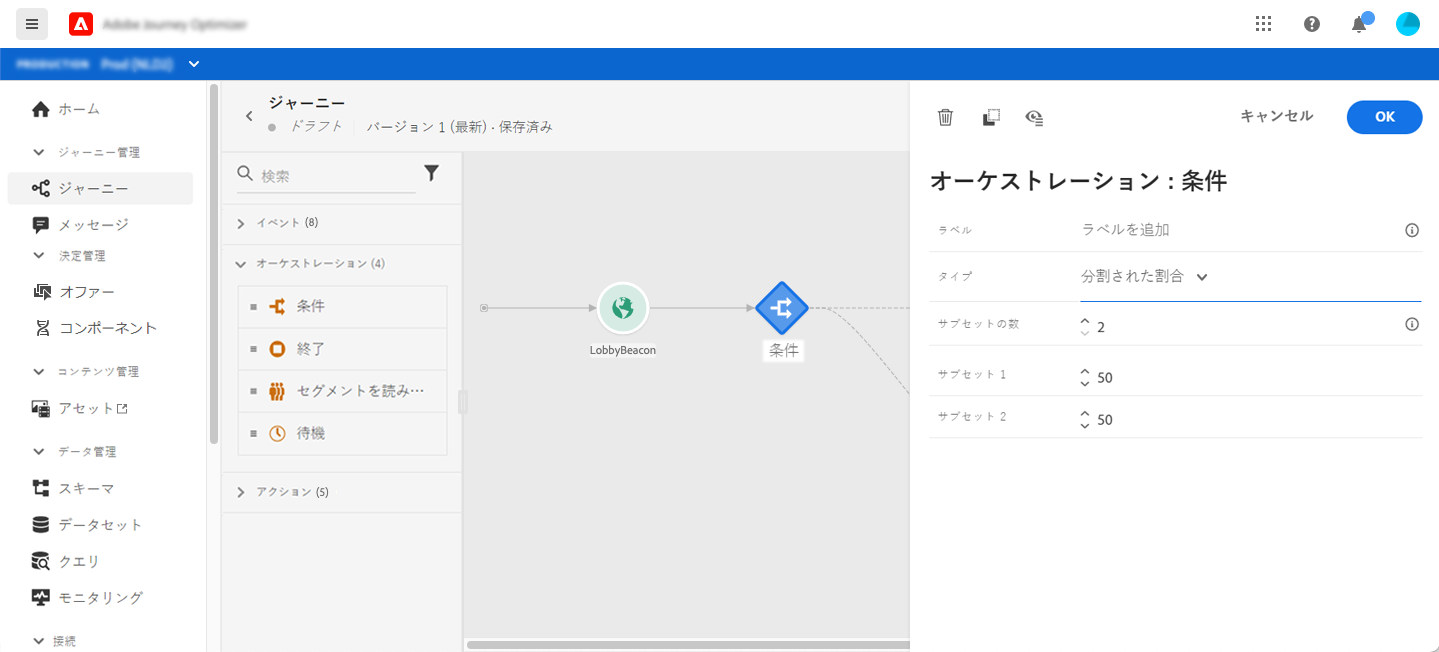 Adobe Journey Optimizer
PRODUCTION Prod (NLD2)
ホーム
ジャーニー管理
ジャーニー
メッセージ
決定管理
オファー
コンポーネント
コンテンツ管理
アセット
データ管理
スキーマ
データセット
クエリ
モニタリング
接続
ジャーニー
ドラフト バージョン 1 (最新) - 保存済み
検索
イベント (8)
オーケストレーション (4)
条件
終了
セグメントを読み…
待機
アクション (5)
LobbyBeacon
条件
キャンセル OK
オーケストレーション : 条件
ラベル ラベルを追加
タイプ 分割された割合
サブセットの数 2
サブセット 1 50
サブセット 2 50